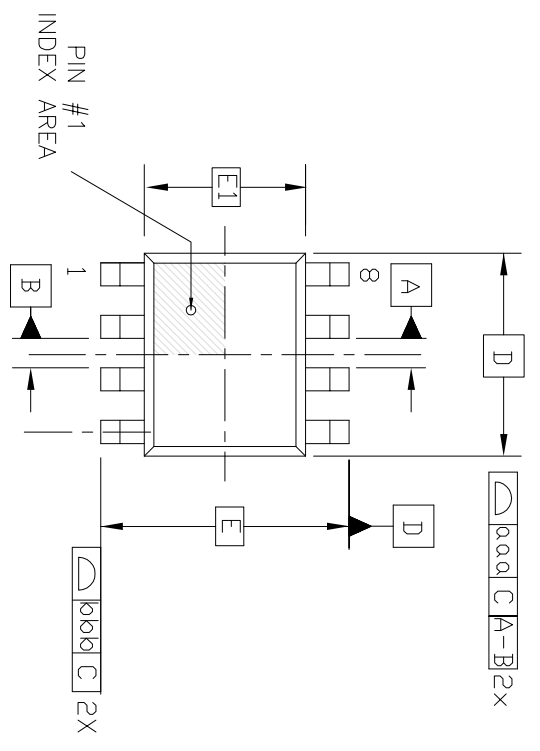 PIN #1
INDEX AREA
E1
1
8
B
A
D
E
D
aaa C A-B 2x
bbb C 2X